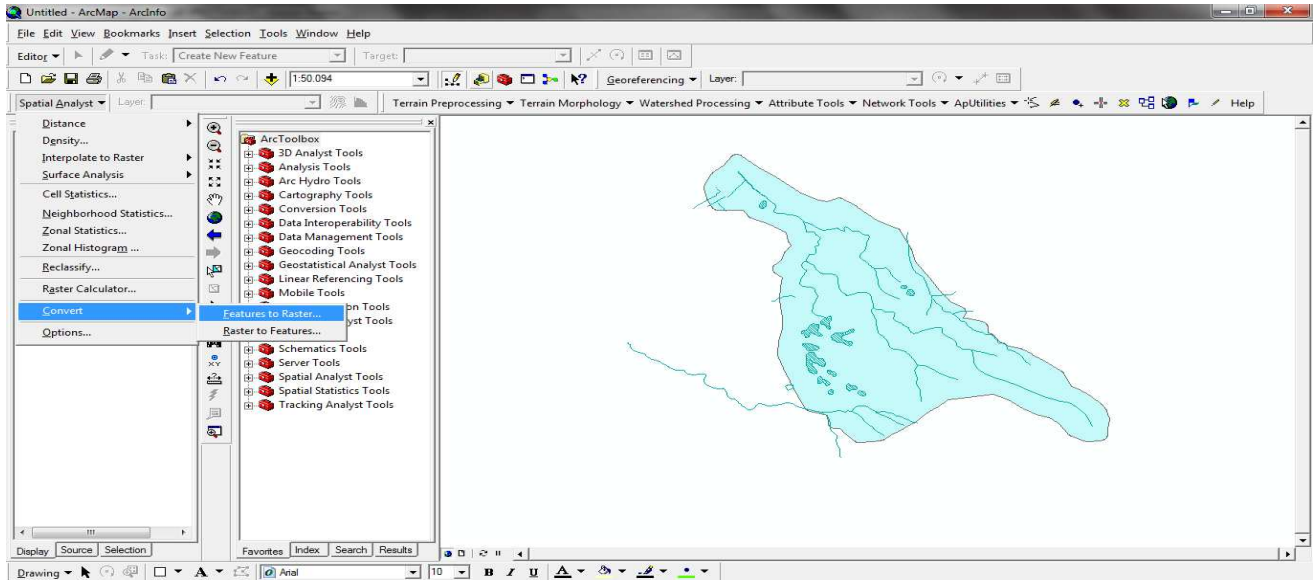 Untitled - ArcMap - ArcInfo
File Edit View Bookmarks Insert Selection Tools Window Help
Editor Task: Create New Feature Target:
1:50.094 Georeferencing Layer:
Spatial Analyst Layer: Terrain Preprocessing Terrain Morphology Watershed Processing Attribute Tools Network Tools ApUtilities Help
Distance
Density...
Interpolate to Raster
Surface Analysis
Cell Statistics...
Neighborhood Statistics...
Zonal Statistics...
Zonal Histogram ...
Reclassify...
Raster Calculator...
Convert
Options...
Features to Raster...
Raster to Features...
XY
ArcToolbox
3D Analyst Tools
Analysis Tools
Arc Hydro Tools
Cartography Tools
Conversion Tools
Data Interoperability Tools
Data Management Tools
Geocoding Tools
Geostatistical Analyst Tools
Linear Referencing Tools
Mobile Tools
on Tools
yst Tools
Schematics Tools
Server Tools
Spatial Analyst Tools
Spatial Statistics Tools
Tracking Analyst Tools
Display Source Selection
Favorites Index Search Results
Drawing A Arial 10 B I U A